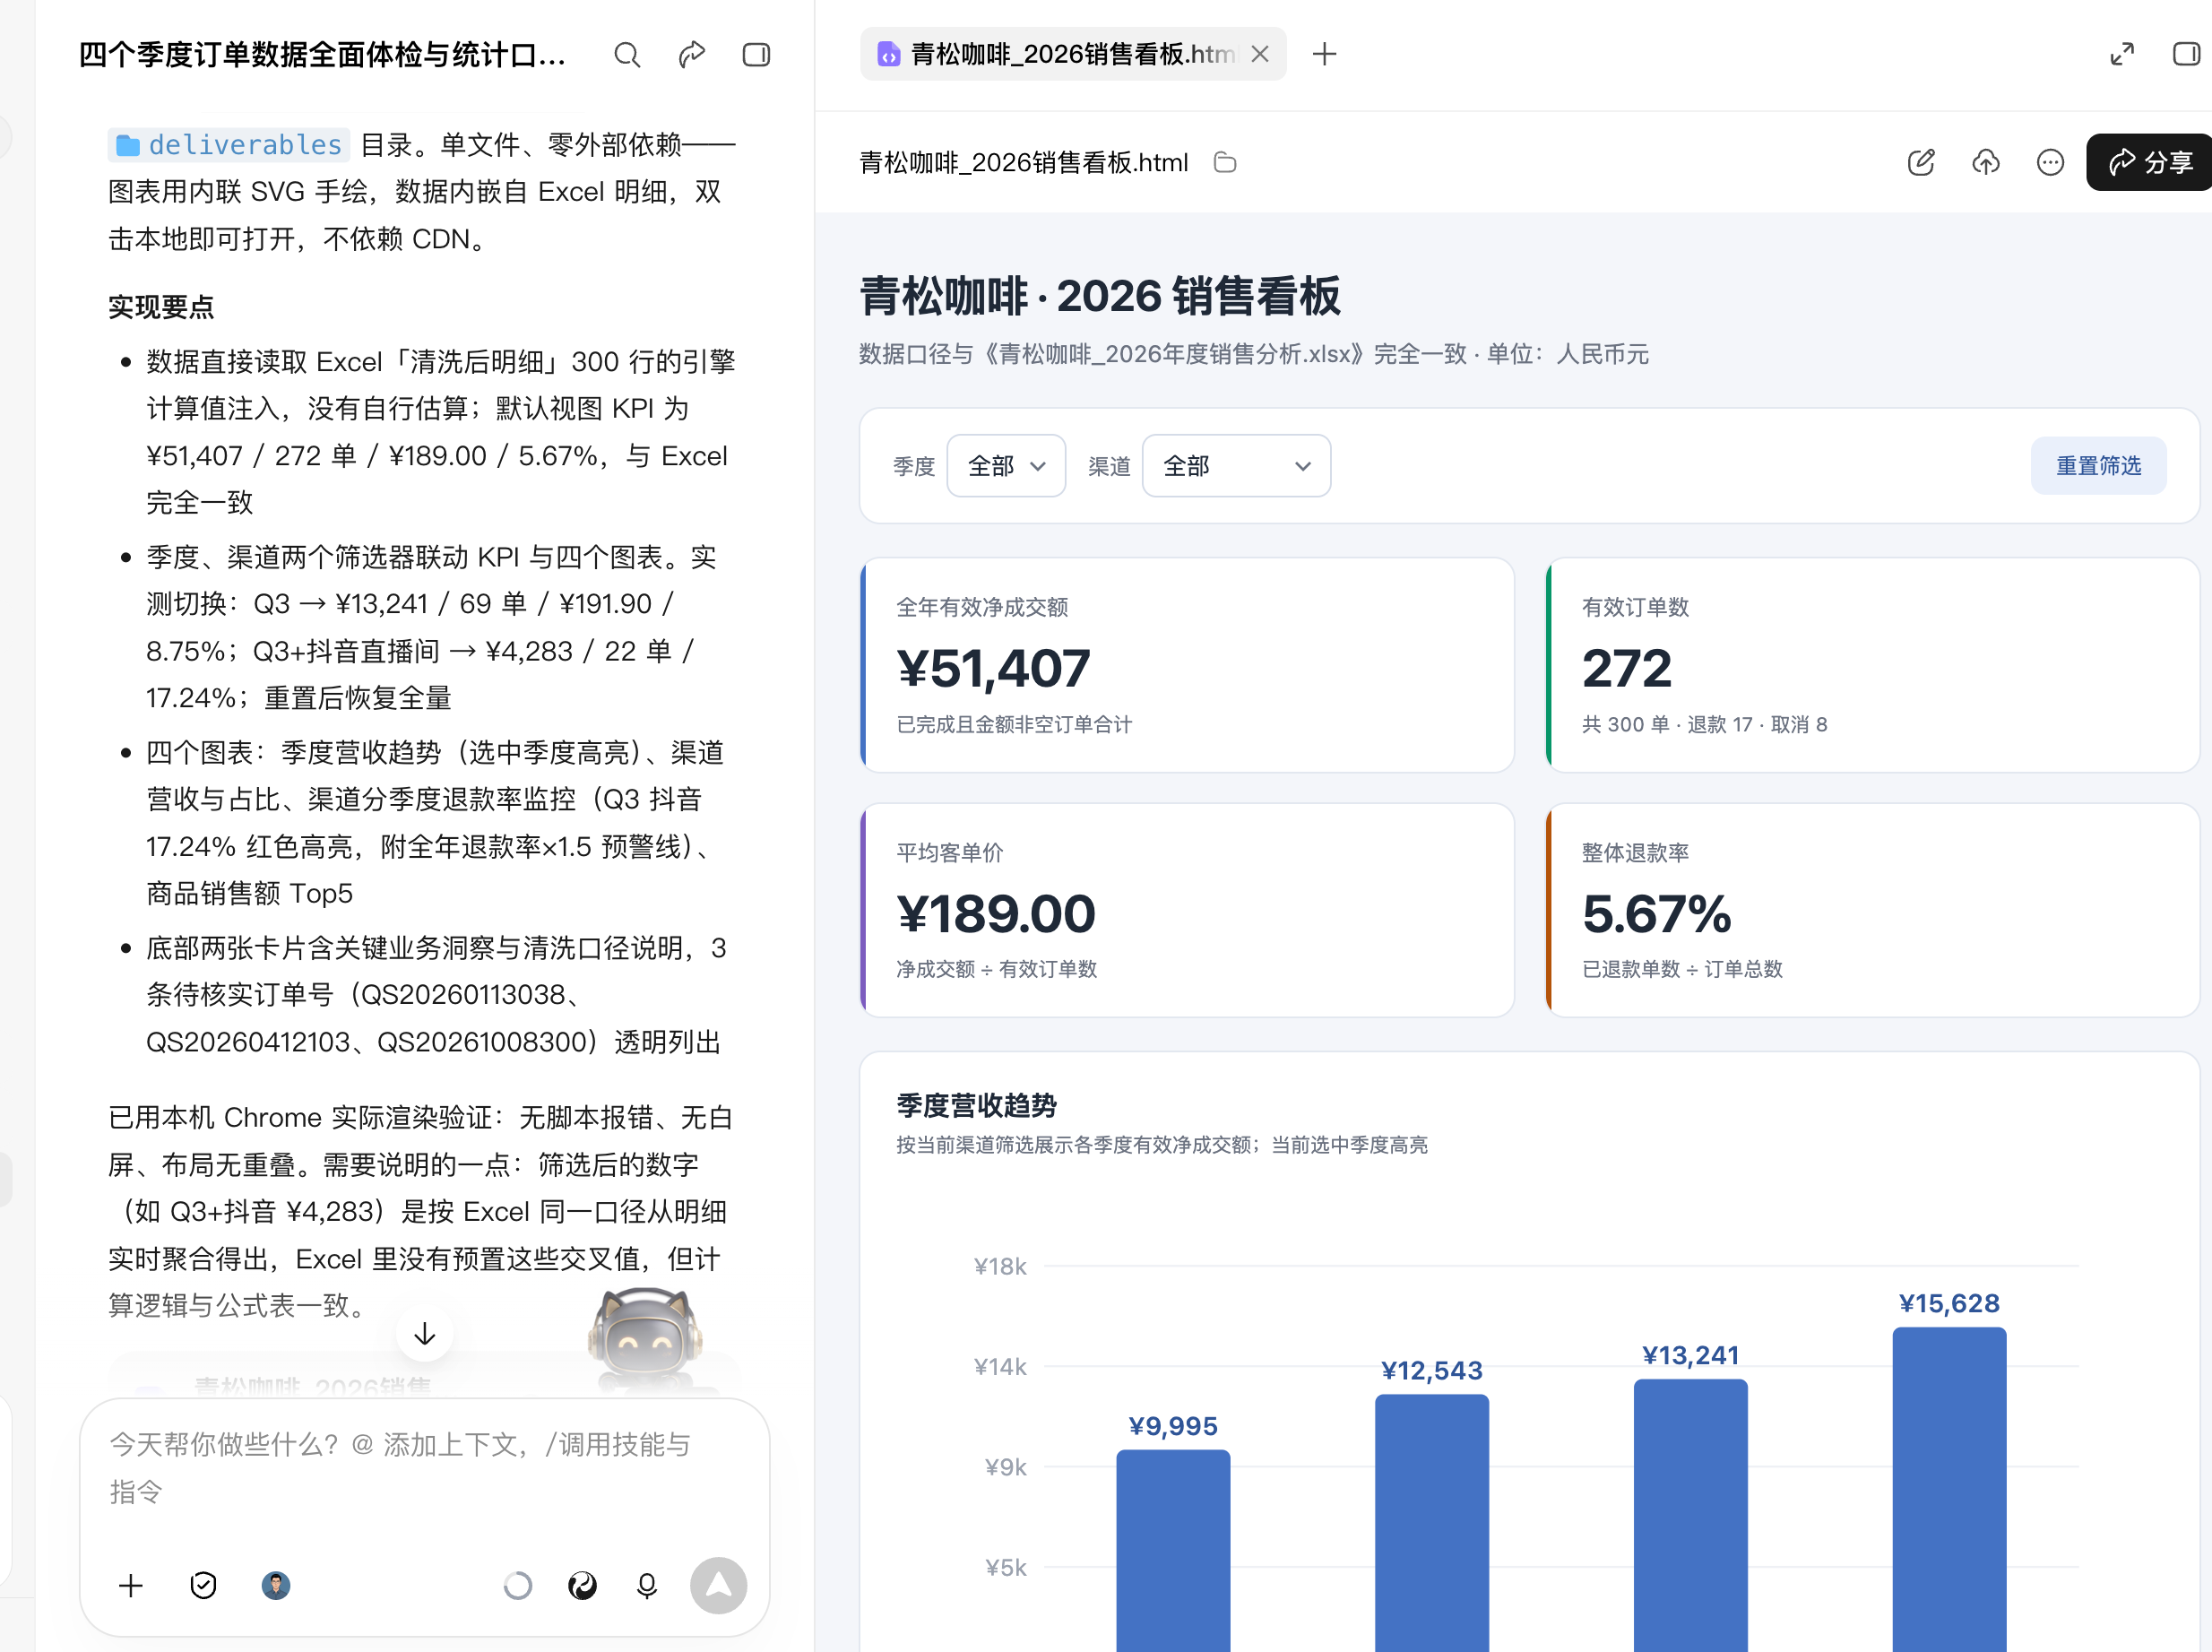 四个季度订单数据全面体检与统计口...
deliverables 目录。单文件、零外部依赖——
图表用内联 SVG 手绘，数据内嵌自 Excel 明细，双
击本地即可打开，不依赖 CDN。
实现要点
• 数据直接读取 Excel「清洗后明细」300 行的引擎
计算值注入，没有自行估算；默认视图 KPI 为
¥51,407 / 272 单 / ¥189.00 / 5.67%，与 Excel
完全一致
• 季度、渠道两个筛选器联动 KPI 与四个图表。实
测切换：Q3 → ¥13,241 / 69 单 / ¥191.90 /
8.75%；Q3+抖音直播间 → ¥4,283 / 22 单 /
17.24%；重置后恢复全量
• 四个图表：季度营收趋势（选中季度高亮）、渠道
营收与占比、渠道分季度退款率监控（Q3 抖音
17.24% 红色高亮，附全年退款率×1.5 预警线）、
商品销售额 Top5
• 底部两张卡片含关键业务洞察与清洗口径说明，3
条待核实订单号（QS20260113038、
QS20260412103、QS20261008300）透明列出
已用本机 Chrome 实际渲染验证：无脚本报错、无白
屏、布局无重叠。需要说明的一点：筛选后的数字
（如 Q3+抖音 ¥4,283）是按 Excel 同一口径从明细
实时聚合得出，Excel 里没有预置这些交叉值，但计
算逻辑与公式表一致。
青松咖啡_2026销售
今天帮你做些什么？@ 添加上下文，/调用技能与
指令
青松咖啡_2026销售看板.htm
青松咖啡_2026销售看板.html
分享
青松咖啡 · 2026 销售看板
数据口径与《青松咖啡_2026年度销售分析.xlsx》完全一致 · 单位：人民币元
季度 全部 渠道 全部 重置筛选
全年有效净成交额
¥51,407
已完成且金额非空订单合计
有效订单数
272
共 300 单 · 退款 17 · 取消 8
平均客单价
¥189.00
净成交额 ÷ 有效订单数
整体退款率
5.67%
已退款单数 ÷ 订单总数
季度营收趋势
按当前渠道筛选展示各季度有效净成交额；当前选中季度高亮
¥18k
¥15,628
¥14k
¥13,241
¥12,543
¥9,995
¥9k
¥5k